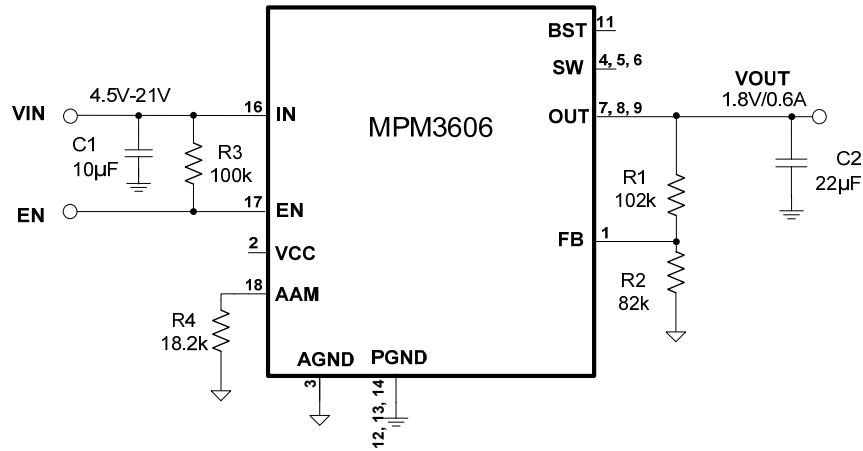 BST
11
SW
4, 5, 6
VIN
4.5V-21V
16
IN
MPM3606
OUT
7, 8, 9
VOUT
1.8V/0.6A
C1
10µF
R3
100k
C2
22µF
R1
102k
EN
17
EN
FB
1
2
VCC
R2
82k
18
AAM
R4
18.2k
AGND
PGND
3
12, 13, 14